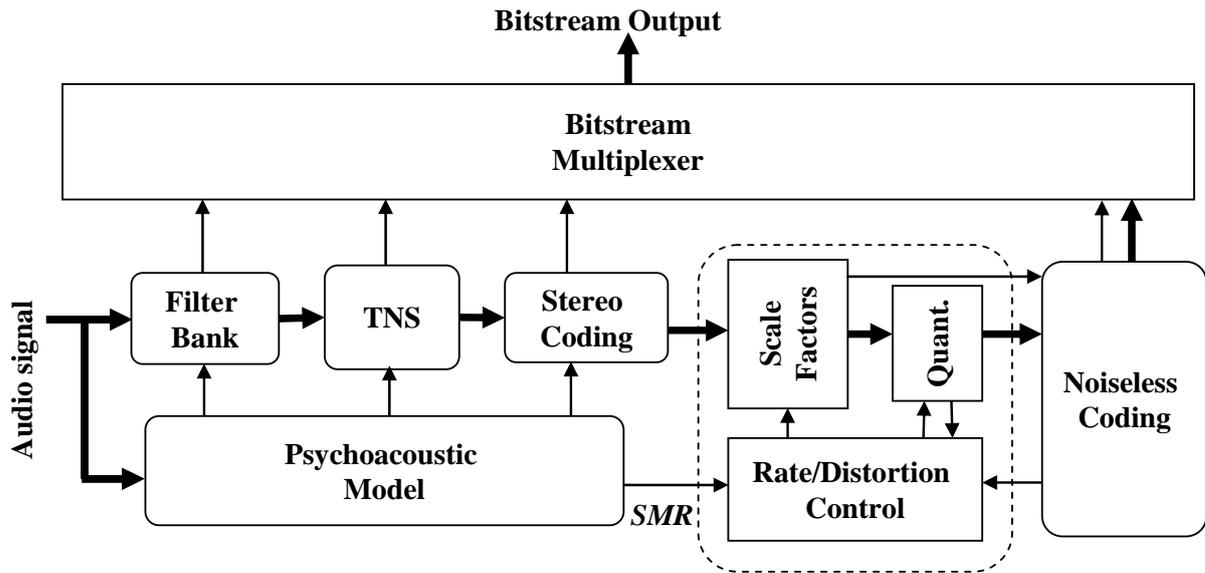 Bitstream Output
Bitstream
Multiplexer
Audio signal
Filter
Bank
TNS
Stereo
Coding
Scale
Factors
Quant.
Noiseless
Coding
Psychoacoustic
Model
SMR
Rate/Distortion
Control